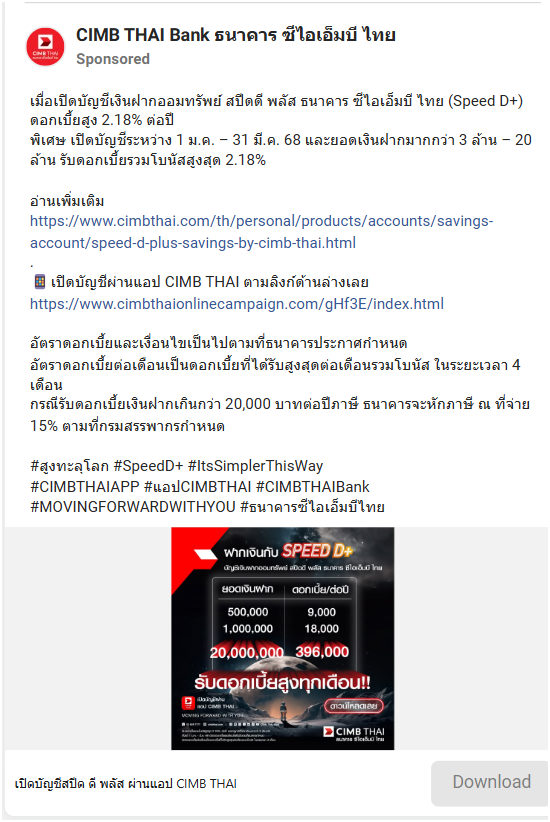 CIMB THAI Bank ธนาคาร ซีไอเอ็มบี ไทย
Sponsored
เมื่อเปิดบัญชีเงินฝากออมทรัพย์ สปีดดี พลัส ธนาคาร ซีไอเอ็มบี ไทย (Speed D+)
ดอกเบี้ยสูง 2.18% ต่อปี
พิเศษ เปิดบัญชีระหว่าง 1 ม.ค. – 31 มี.ค. 68 และยอดเงินฝากมากกว่า 3 ล้าน – 20
ล้าน รับดอกเบี้ยรวมโบนัสสูงสุด 2.18%
อ่านเพิ่มเติม
https://www.cimbthai.com/th/personal/products/accounts/savings-
account/speed-d-plus-savings-by-cimb-thai.html
.
เปิดบัญชีผ่านแอป CIMB THAI ตามลิงก์ด้านล่างเลย
https://www.cimbthaionlinecampaign.com/gHf3E/index.html
อัตราดอกเบี้ยและเงื่อนไขเป็นไปตามที่ธนาคารประกาศกำหนด
อัตราดอกเบี้ยต่อเดือนเป็นดอกเบี้ยที่ได้รับสูงสุดต่อเดือนรวมโบนัส ในระยะเวลา 4
เดือน
กรณีรับดอกเบี้ยเงินฝากเกินกว่า 20,000 บาทต่อปีภาษี ธนาคารจะหักภาษี ณ ที่จ่าย
15% ตามที่กรมสรรพากรกำหนด
#สูงทะลุโลก #SpeedD+ #ItsSimplerThisWay
#CIMBTHAIAPP #แอปCIMBTHAI #CIMBTHAIBank
#MOVINGFORWARDWITHYOU #ธนาคารซีไอเอ็มบีไทย
ฝากเงินกับ SPEED D+
บัญชีเงินฝากออมทรัพย์ สปีดดี พลัส ธนาคาร ซีไอเอ็มบี ไทย
ยอดเงินฝาก ดอกเบี้ย/ต่อปี
500,000 9,000
1,000,000 18,000
20,000,000 396,000
รับดอกเบี้ยสูงทุกเดือน!!
เปิดบัญชีผ่าน
แอป CIMB THAI
ดาวน์โหลดเลย
MOVING FORWARD WITH YOU
CIMB THAI
ธนาคาร ซีไอเอ็มบี ไทย
เปิดบัญชีสปีด ดี พลัส ผ่านแอป CIMB THAI
Download